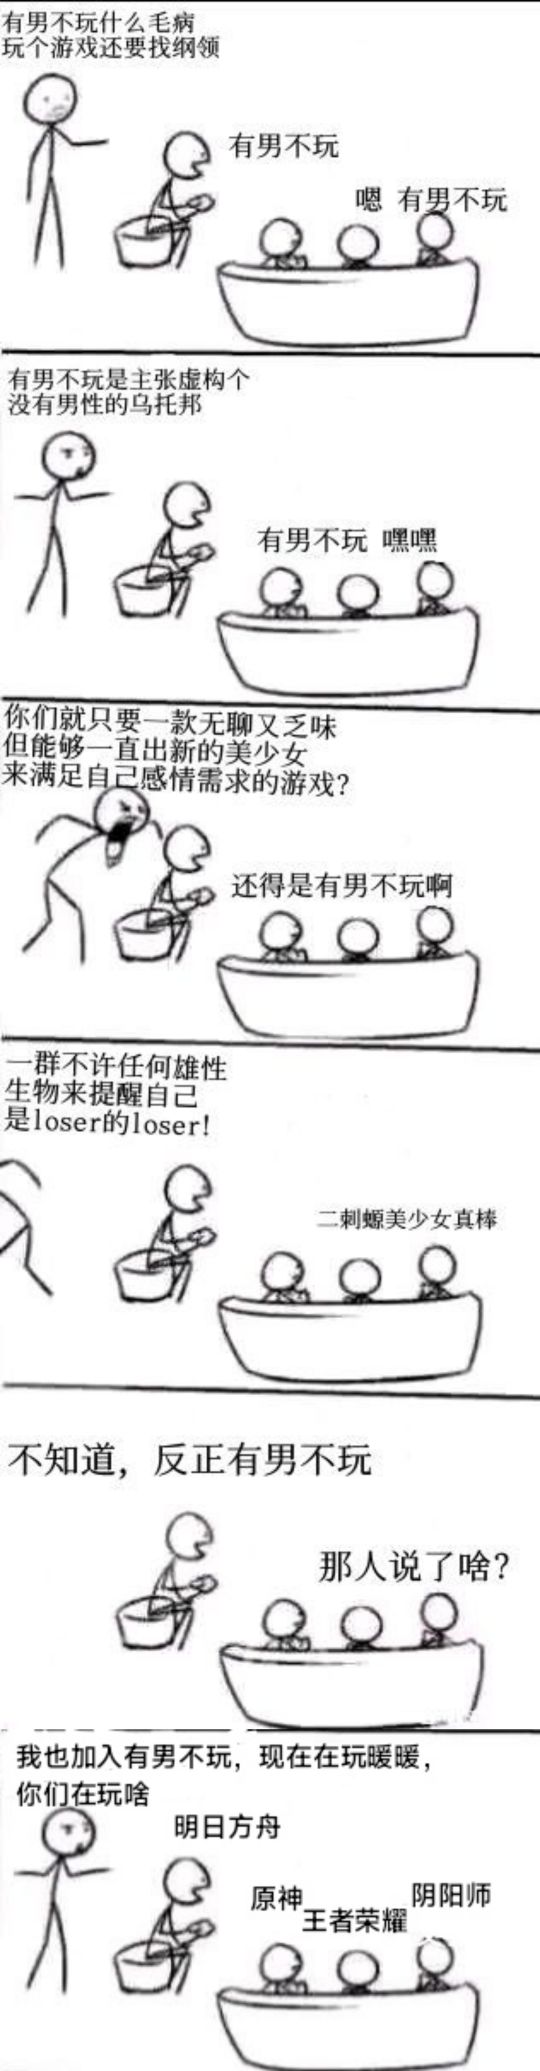 有男不玩什么毛病
玩个游戏还要找纲领
有男不玩
嗯 有男不玩
有男不玩是主张虚构个
没有男性的乌托邦
有男不玩 嘿嘿
你们就只要一款无聊又乏味
但能够一直出新的美少女
来满足自己感情需求的游戏?
还得是有男不玩啊
一群不许任何雄性
生物来提醒自己
是loser的loser!
二刺螈美少女真棒
不知道，反正有男不玩
那人说了啥?
我也加入有男不玩，现在在玩暖暖，
你们在玩啥
明日方舟
原神
王者荣耀
阴阳师